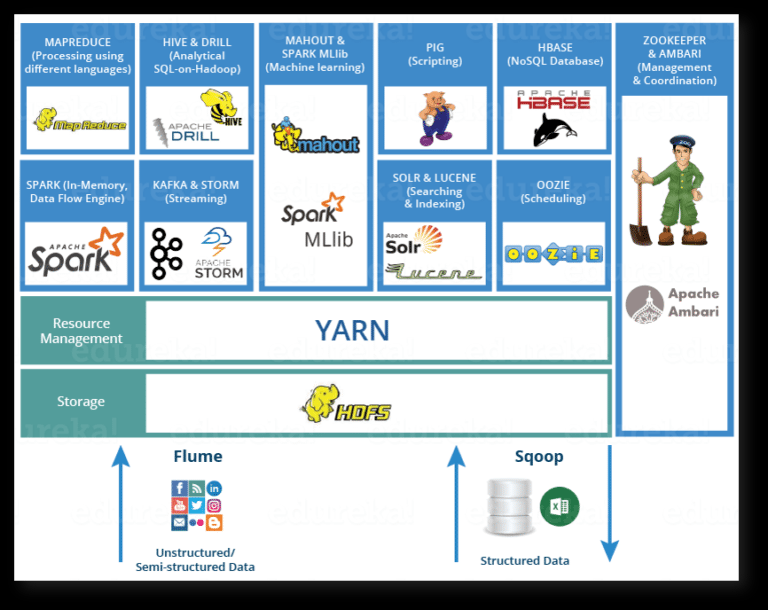 MAPREDUCE
(Processing using
different languages)
Map Reduce
HIVE & DRILL
(Analytical
SQL-on-Hadoop)
HIVE
APACHE
DRILL
MAHOUT &
SPARK MLlib
(Machine learning)
mahout
Spark
MLlib
PIG
(Scripting)
HBASE
(NoSQL Database)
APACHE
HBASE
ZOOKEEPER
& AMBARI
(Management
& Coordination)
Apache
Ambari
SPARK (In-Memory,
Data Flow Engine)
APACHE
Spark
KAFKA & STORM
(Streaming)
APACHE
STORM
SOLR & LUCENE
(Searching
& Indexing)
Apache
Solr
Lucene
OOZIE
(Scheduling)
OOZIE
Resource
Management
YARN
Storage
HDFS
Flume
Unstructured/
Semi-structured Data
Sqoop
Structured Data
edureka!